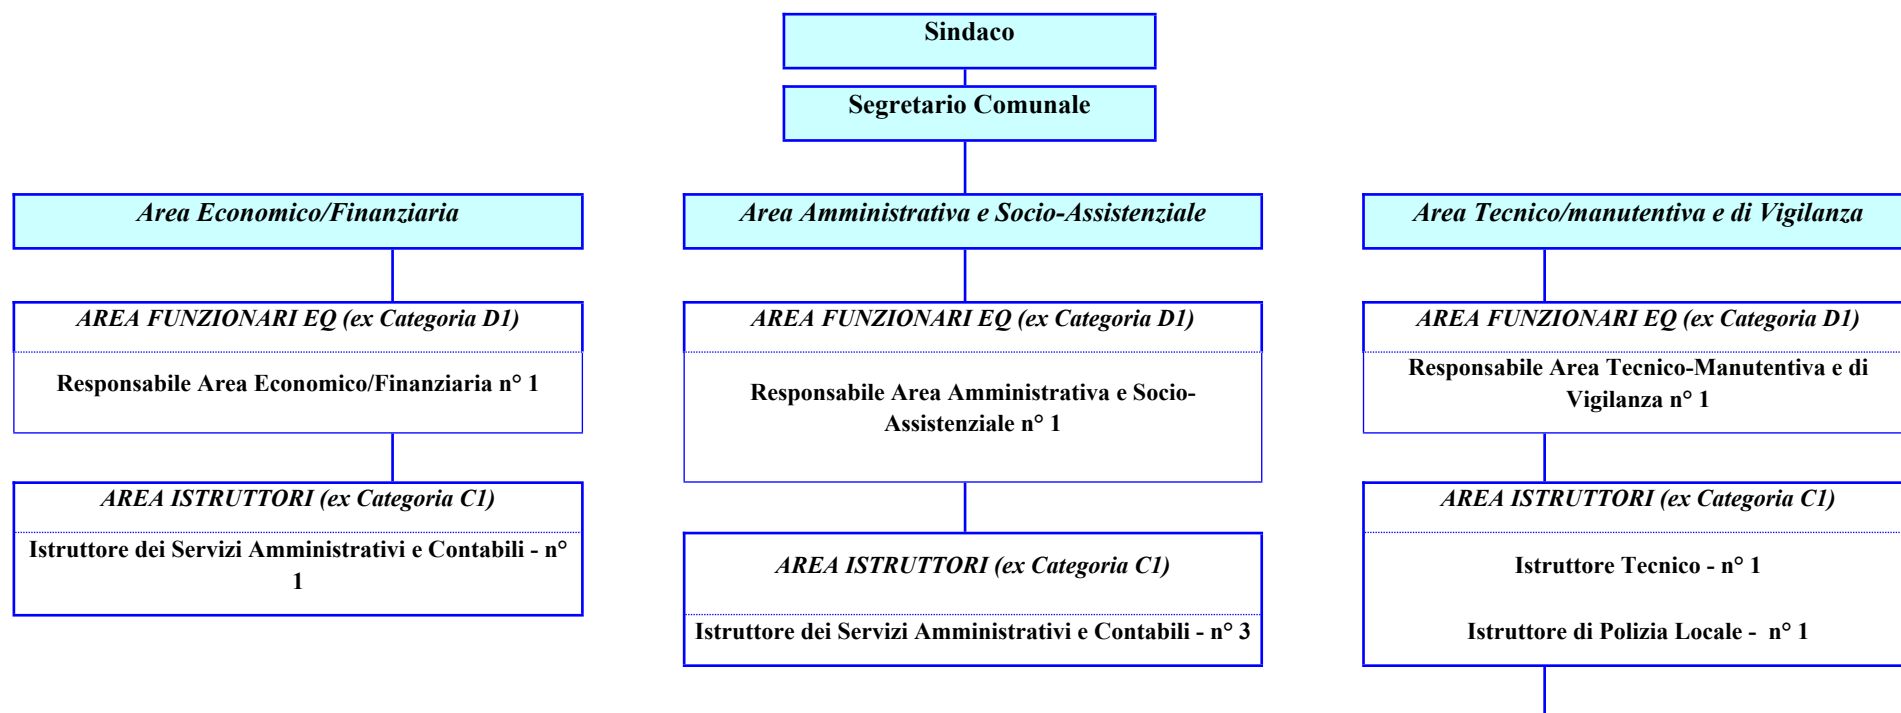 Sindaco
Segretario Comunale
Area Economico/Finanziaria
AREA FUNZIONARI EQ (ex Categoria D1)
Responsabile Area Economico/Finanziaria n° 1
AREA ISTRUTTORI (ex Categoria C1)
Istruttore dei Servizi Amministrativi e Contabili - n°
1
Area Amministrativa e Socio-Assistenziale
AREA FUNZIONARI EQ (ex Categoria D1)
Responsabile Area Amministrativa e Socio-
Assistenziale n° 1
AREA ISTRUTTORI (ex Categoria C1)
Istruttore dei Servizi Amministrativi e Contabili - n° 3
Area Tecnico/manutentiva e di Vigilanza
AREA FUNZIONARI EQ (ex Categoria D1)
Responsabile Area Tecnico-Manutentiva e di
Vigilanza n° 1
AREA ISTRUTTORI (ex Categoria C1)
Istruttore Tecnico - n° 1
Istruttore di Polizia Locale -  n° 1